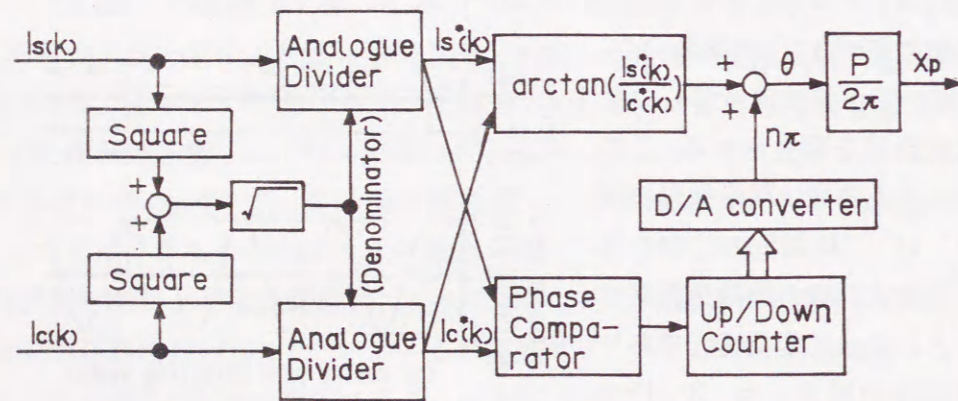 Is(k)
Analogue
Divider
Is*(k)
arctan(Is*(k)/Ic*(k))
+
+
θ
P
2π
Xp
Square
+
+
√
(Denominator)
nπ
D/A converter
Square
Ic(k)
Analogue
Divider
Ic*(k)
Phase
Compa-
rator
Up/Down
Counter